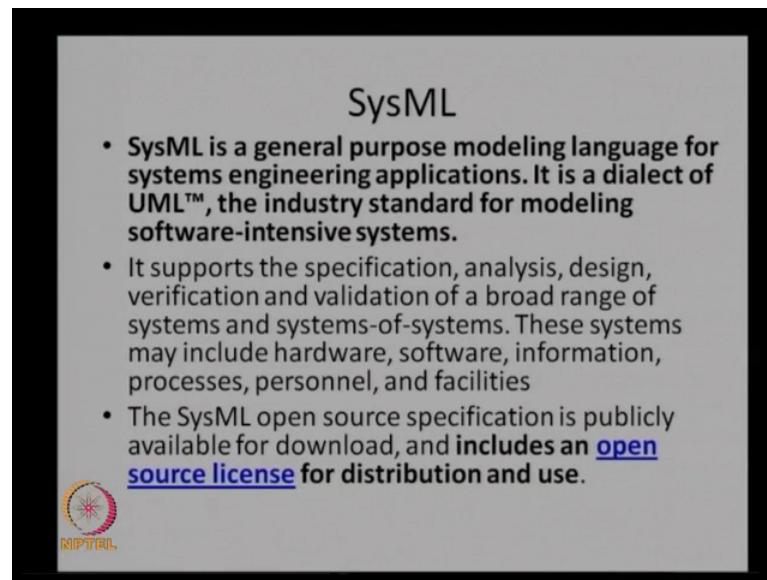 SysML
• SysML is a general purpose modeling language for
systems engineering applications. It is a dialect of
UML™, the industry standard for modeling
software-intensive systems.
• It supports the specification, analysis, design,
verification and validation of a broad range of
systems and systems-of-systems. These systems
may include hardware, software, information,
processes, personnel, and facilities
• The SysML open source specification is publicly
available for download, and includes an open
source license for distribution and use.
NPTEL